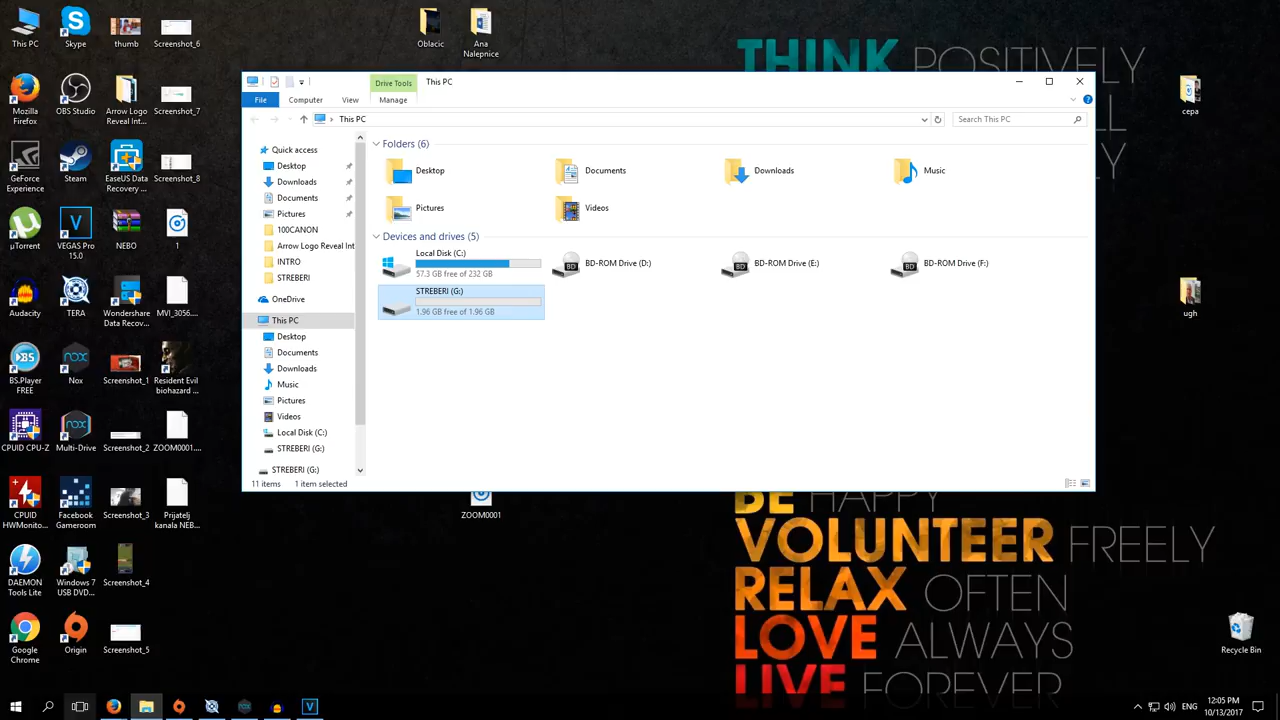 This PC
Skype
thumb
Screenshot_6
Mozilla
Firefox
OBS Studio
Arrow Logo
Reveal Int...
Screenshot_7
GeForce
Experience
Steam
EaseUS Data
Recovery ...
Screenshot_8
µTorrent
VEGAS Pro
15.0
NEBO
1
Audacity
TERA
Wondershare
Data Recov...
MVI_3056....
BS.Player
FREE
Nox
Screenshot_1
Resident Evil
biohazard ...
CPUID CPU-Z
Multi-Drive
Screenshot_2
ZOOM0001....
CPUID
HWMonito...
Facebook
Gameroom
Screenshot_3
Prijatelj
kanala NEB...
DAEMON
Tools Lite
Windows 7
USB DVD...
Screenshot_4
Google
Chrome
Origin
Screenshot_5
Oblacic
Ana
Nalepnice
cepa
ugh
ZOOM0001
Recycle Bin
THINK POSITIVELY
Drive Tools
This PC
File
Computer
View
Manage
This PC
Search This PC
Quick access
Desktop
Downloads
Documents
Pictures
100CANON
Arrow Logo Reveal Int
INTRO
STREBERI
OneDrive
This PC
Desktop
Documents
Downloads
Music
Pictures
Videos
Local Disk (C:)
STREBERI (G:)
STREBERI (G:)
Folders (6)
Desktop
Documents
Downloads
Music
Pictures
Videos
Devices and drives (5)
Local Disk (C:)
57.3 GB free of 232 GB
BD-ROM Drive (D:)
BD-ROM Drive (E:)
BD-ROM Drive (F:)
STREBERI (G:)
1.96 GB free of 1.96 GB
11 items
1 item selected
BE HAPPY
VOLUNTEER FREELY
RELAX OFTEN
LOVE ALWAYS
LIVE FOREVER
ENG
12:05 PM
10/13/2017